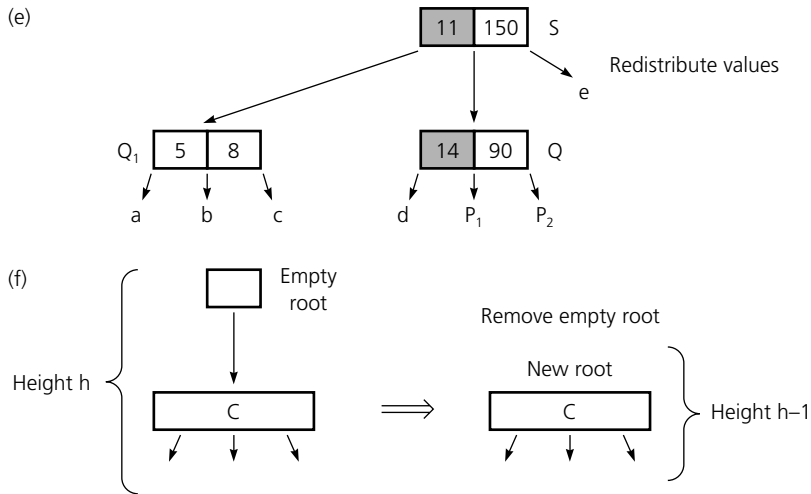 (e)
11 150 S
Redistribute values
e
Q1 5 8
14 90 Q
a b c
d P1 P2
(f)
Empty
root
Remove empty root
New root
Height h
C
C
Height h–1